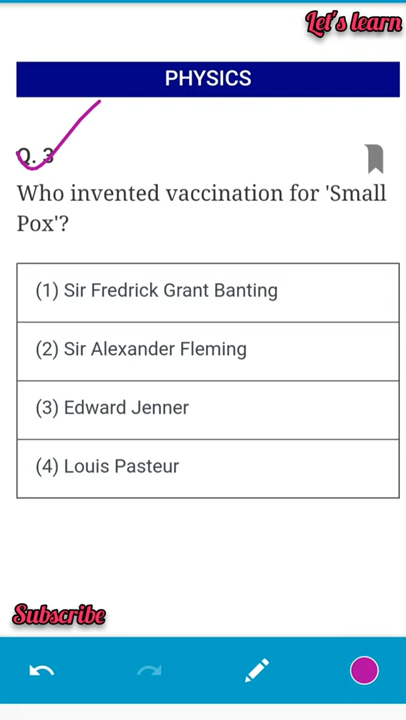 Let's learn
PHYSICS
Q. 3
Who invented vaccination for 'Small
Pox'?
(1) Sir Fredrick Grant Banting
(2) Sir Alexander Fleming
(3) Edward Jenner
(4) Louis Pasteur
Subscribe